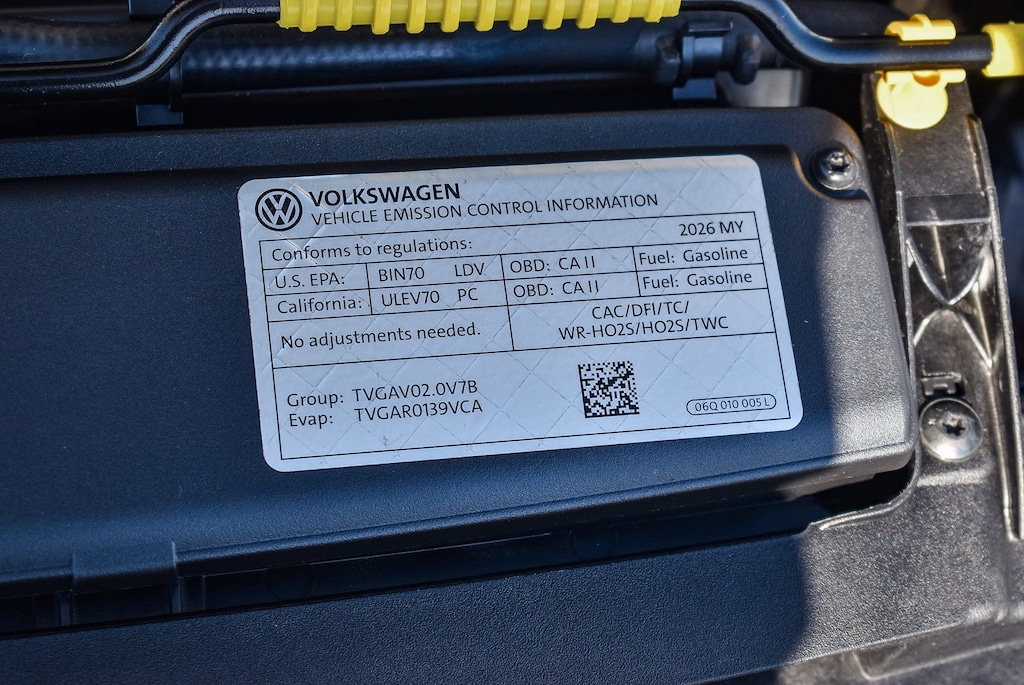 VOLKSWAGEN
VEHICLE EMISSION CONTROL INFORMATION
Conforms to regulations: 2026 MY
U.S. EPA: BIN70 LDV OBD: CA II Fuel: Gasoline
California: ULEV70 PC OBD: CA II Fuel: Gasoline
No adjustments needed.
CAC/DFI/TC/
WR-HO2S/HO2S/TWC
Group: TVGAV02.0V7B
Evap: TVGAR0139VCA
06Q 010 005 L